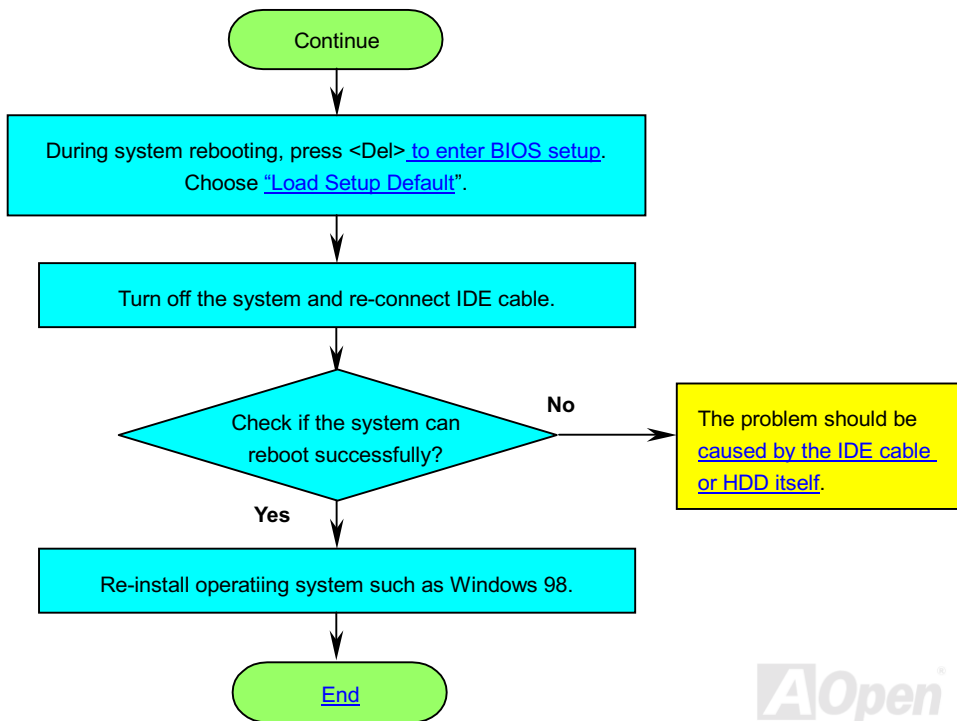 Continue
During system rebooting, press <Del> to enter BIOS setup.
Choose “Load Setup Default”.
Turn off the system and re-connect IDE cable.
Check if the system can
reboot successfully?
No
The problem should be
caused by the IDE cable
or HDD itself.
Yes
Re-install operatiing system such as Windows 98.
End
AOpen®